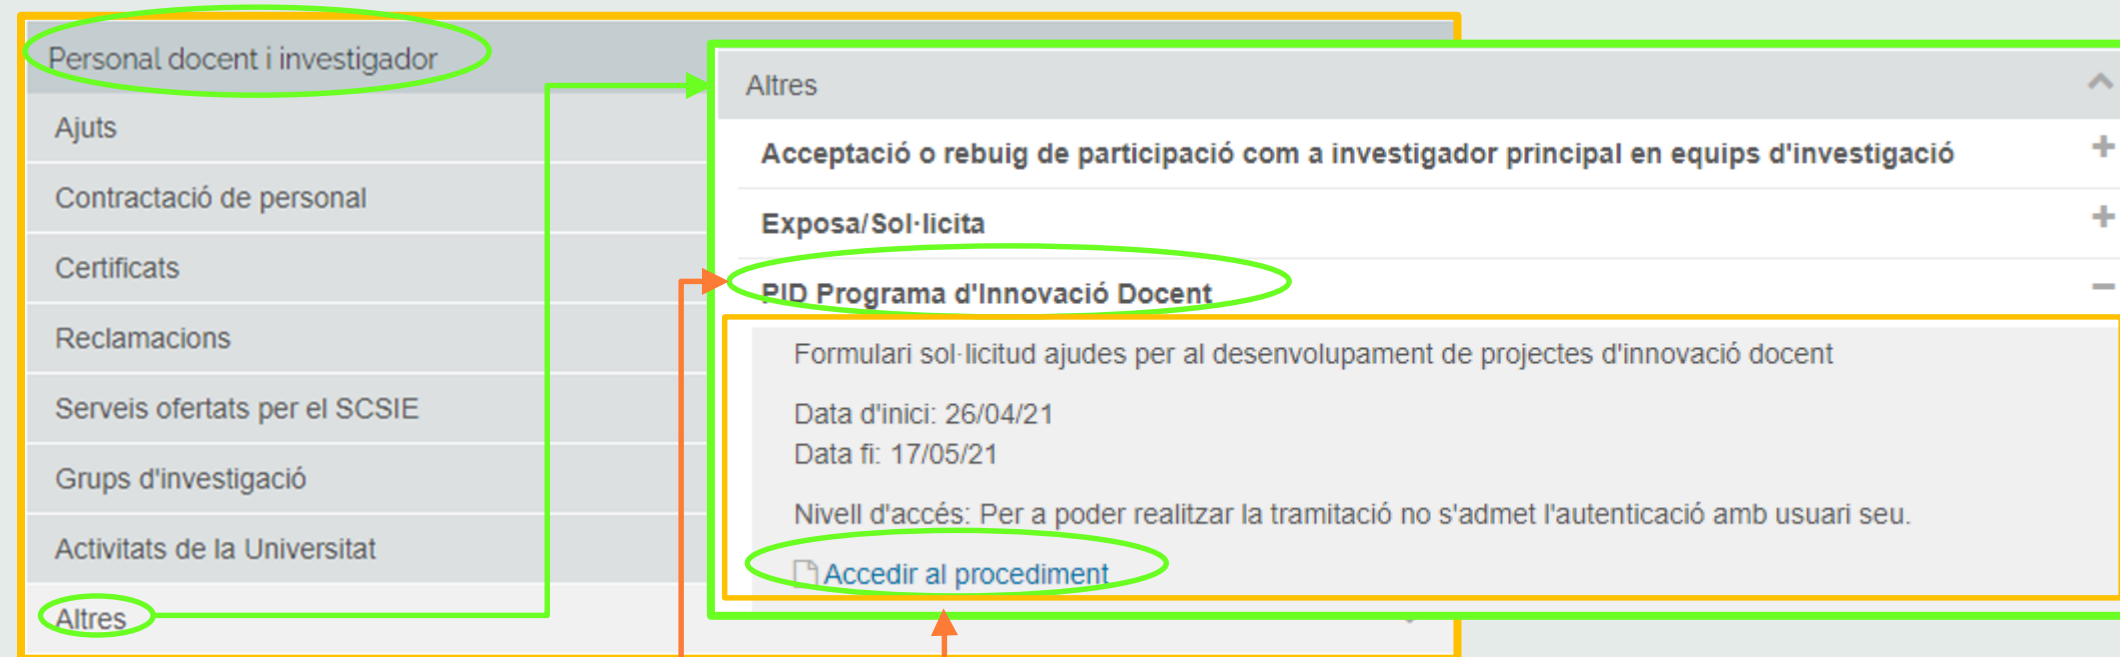 Personal docent i investigador
Ajuts
Contractació de personal
Certificats
Reclamacions
Serveis ofertats per el SCSIE
Grups d'investigació
Activitats de la Universitat
Altres
Altres
Acceptació o rebuig de participació com a investigador principal en equips d'investigació
Exposa/Sol·licita
PID Programa d'Innovació Docent
Formulari sol·licitud ajudes per al desenvolupament de projectes d'innovació docent
Data d'inici: 26/04/21
Data fi: 17/05/21
Nivell d'accés: Per a poder realitzar la tramitació no s'admet l'autenticació amb usuari seu.
Accedir al procediment